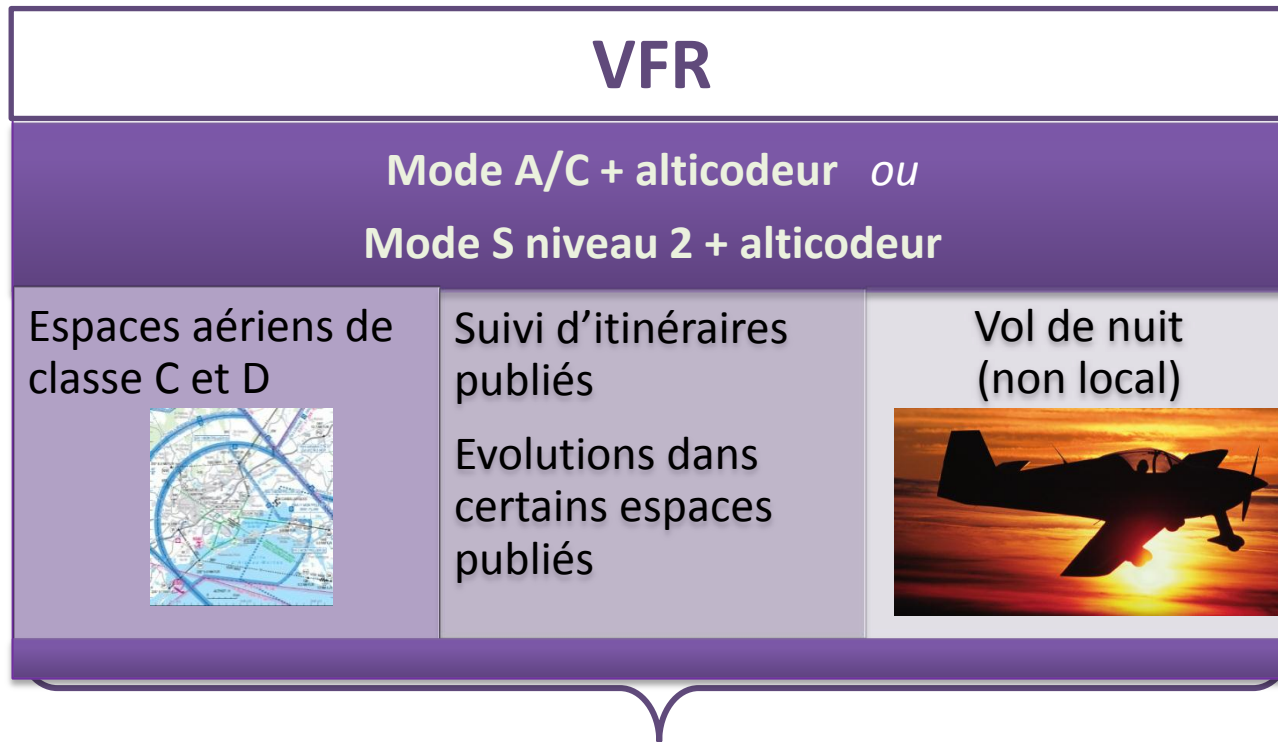 VFR
Mode A/C + alticodeur ou
Mode S niveau 2 + alticodeur
Espaces aériens de
classe C et D
Suivi d’itinéraires
publiés
Evolutions dans
certains espaces
publiés
Vol de nuit
(non local)